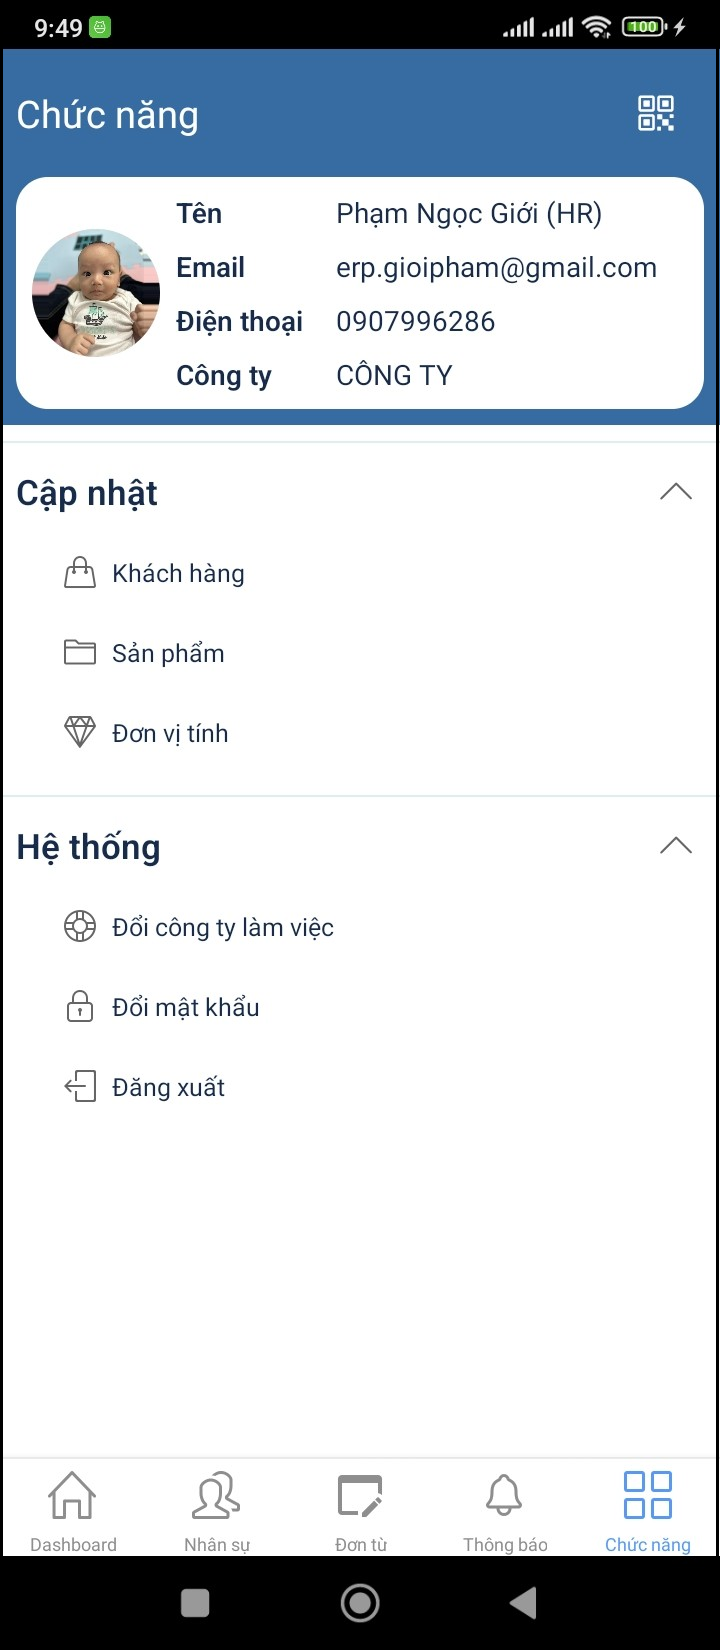 9:49
100
Chức năng
Tên Phạm Ngọc Giới (HR)
Email erp.gioipham@gmail.com
Điện thoại 0907996286
Công ty CÔNG TY
Cập nhật
Khách hàng
Sản phẩm
Đơn vị tính
Hệ thống
Đổi công ty làm việc
Đổi mật khẩu
Đăng xuất
Dashboard Nhân sự Đơn từ Thông báo Chức năng